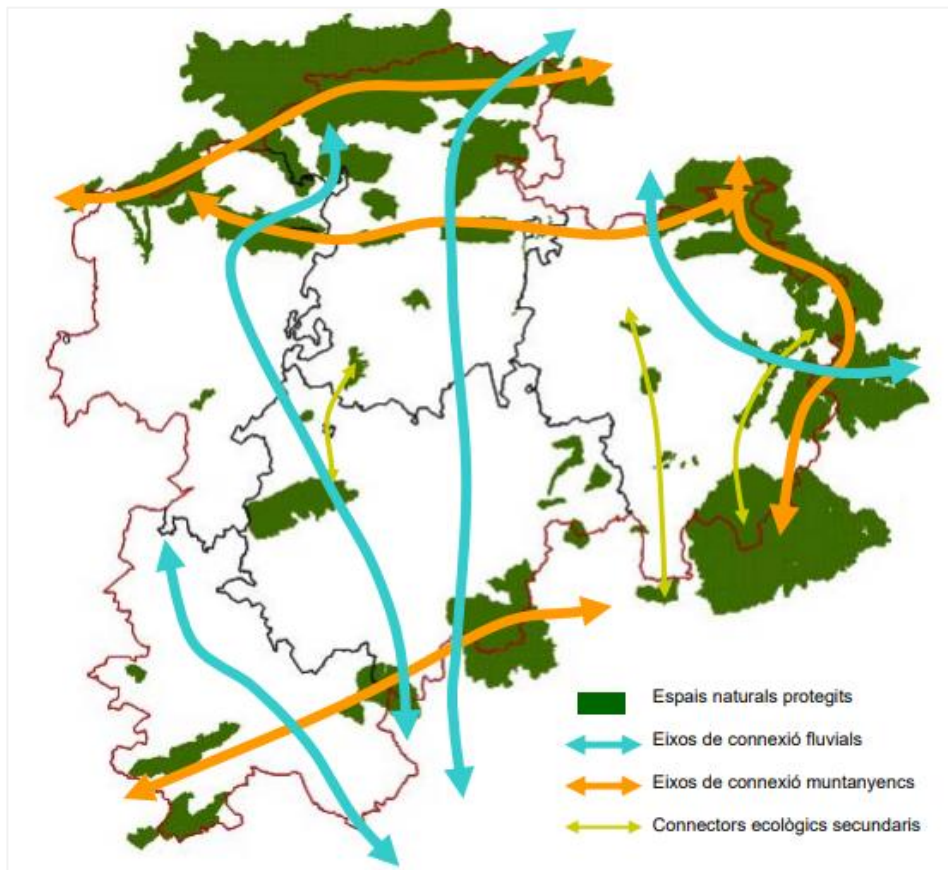 Espais naturals protegits
Eixos de connexió fluvials
Eixos de connexió muntanyencs
Connectors ecològics secundaris